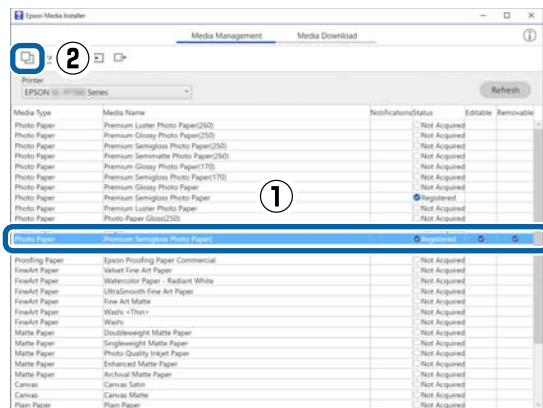 Epson Media Installer
Media Management Media Download
②
Printer
EPSON Series
Refresh
Media Type Media Name Notifications Status Editable Removable
Photo Paper Premium Luster Photo Paper(260) Not Acquired
Photo Paper Premium Glossy Photo Paper(250) Not Acquired
Photo Paper Premium Semigloss Photo Paper(250) Not Acquired
Photo Paper Premium Semimatte Photo Paper(260) Not Acquired
Photo Paper Premium Glossy Photo Paper(170) Not Acquired
Photo Paper Premium Semigloss Photo Paper(170) Not Acquired
Photo Paper Premium Glossy Photo Paper Not Acquired
Photo Paper Premium Semigloss Photo Paper Registered
Photo Paper Premium Luster Photo Paper Not Acquired
Photo Paper Photo Paper Gloss(250) Not Acquired
①
Photo Paper Premium Semigloss Photo Paper( Registered
Proofing Paper Epson Proofing Paper Commercial Not Acquired
FineArt Paper Velvet Fine Art Paper Not Acquired
FineArt Paper Watercolor Paper - Radiant White Not Acquired
FineArt Paper UltraSmooth Fine Art Paper Not Acquired
FineArt Paper Fine Art Matte Not Acquired
FineArt Paper Washi <Thin> Not Acquired
FineArt Paper Washi Not Acquired
Matte Paper Doubleweight Matte Paper Not Acquired
Matte Paper Singleweight Matte Paper Not Acquired
Matte Paper Photo Quality Inkjet Paper Not Acquired
Matte Paper Enhanced Matte Paper Not Acquired
Matte Paper Archival Matte Paper Not Acquired
Canvas Canvas Satin Not Acquired
Canvas Canvas Matte Not Acquired
Plain Paper Plain Paper Not Acquired